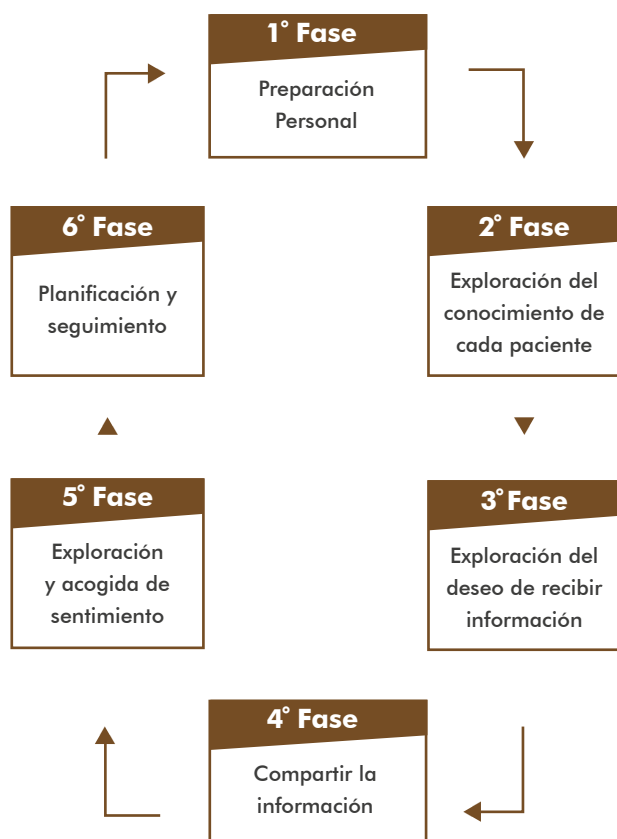 1° Fase
Preparación
Personal
2° Fase
Exploración del
conocimiento de
cada paciente
3° Fase
Exploración del
deseo de recibir
información
4° Fase
Compartir la
información
5° Fase
Exploración
y acogida de
sentimiento
6° Fase
Planificación y
seguimiento